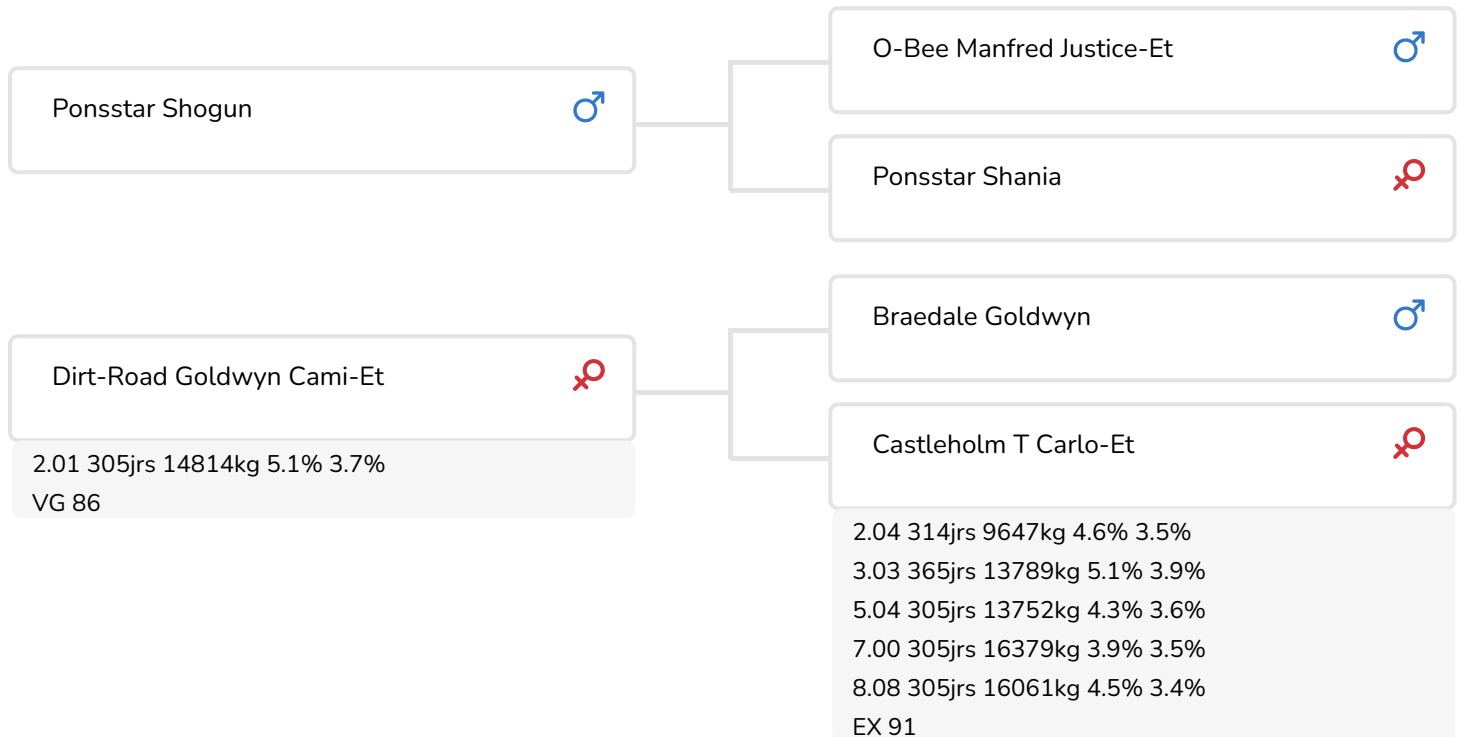 Ponsstar Shogun
O-Bee Manfred Justice-Et
Ponsstar Shania
Dirt-Road Goldwyn Cami-Et
2.01 305jrs 14814kg 5.1% 3.7%
VG 86
Braedale Goldwyn
Castleholm T Carlo-Et
2.04 314jrs 9647kg 4.6% 3.5%
3.03 365jrs 13789kg 5.1% 3.9%
5.04 305jrs 13752kg 4.3% 3.6%
7.00 305jrs 16379kg 3.9% 3.5%
8.08 305jrs 16061kg 4.5% 3.4%
EX 91